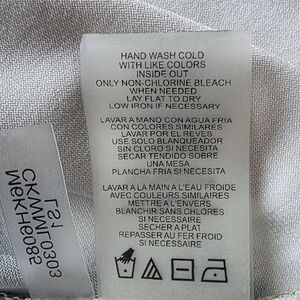 HAND WASH COLD
WITH LIKE COLORS
INSIDE OUT
ONLY NON-CHLORINE BLEACH
WHEN NEEDED
LAY FLAT TO DRY
LOW IRON IF NECESSARY
LAVAR A MANO CON AGUA FRIA
CON COLORES SIMILARES
LAVAR POR EL REVES
USE SOLO BLANQUEADOR
SIN CLORO SI NECESITA
SECAR TENDIDO SOBRE
UNA MESA
PLANCHA FRIA SI NECESITA
LAVAR A LA MAIN A L'EAU FROIDE
AVEC COULEURS SIMILAIRES
METTRE A L'ENVERS
BLANCHIR SANS CHLORES
SI NECESSAIRE
SECHER A PLAT
REPASSER AU FER FROID
SI NECESSAIRE